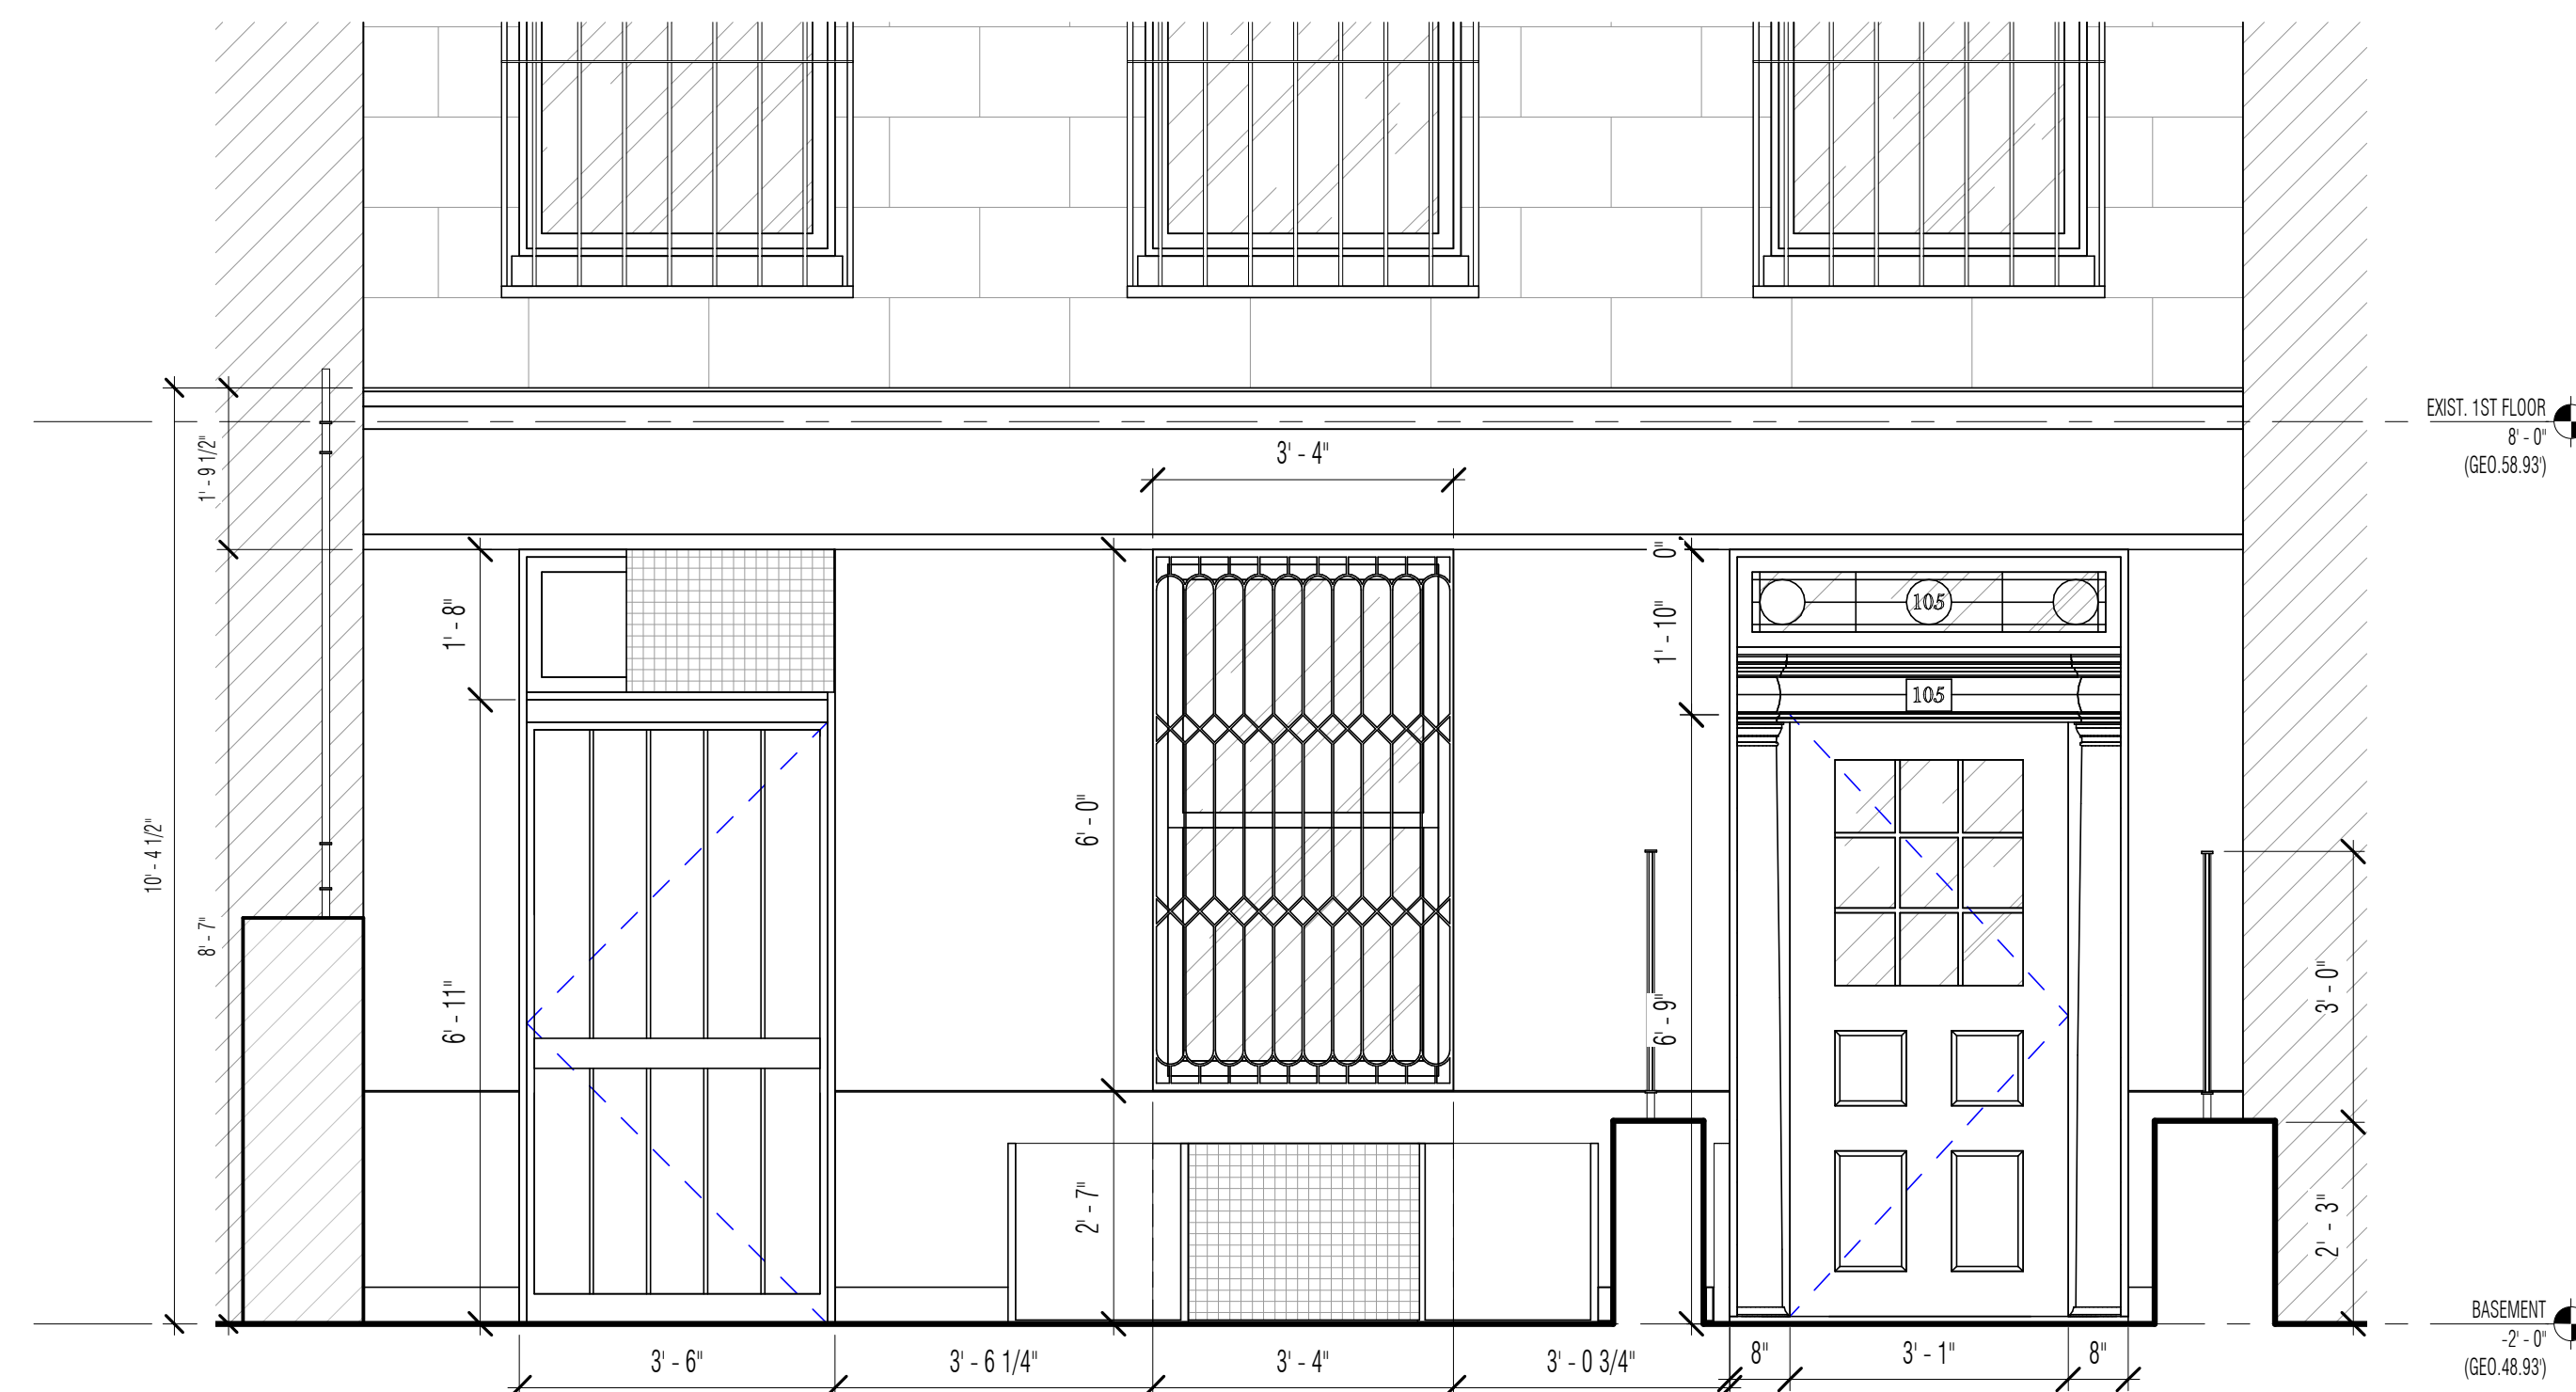 EXIST. 1ST FLOOR
8' - 0"
(GEO.58.93')
1' - 9 1/2"
3' - 4"
0"
1' - 8"
1' - 10"
105
105
6' - 0"
10' - 4 1/2"
8' - 7"
6' - 11"
6' - 9"
3' - 0"
2' - 7"
2' - 3"
BASEMENT
-2' - 0"
(GEO.48.93')
3' - 6"
3' - 6 1/4"
3' - 4"
3' - 0 3/4"
8"
3' - 1"
8"